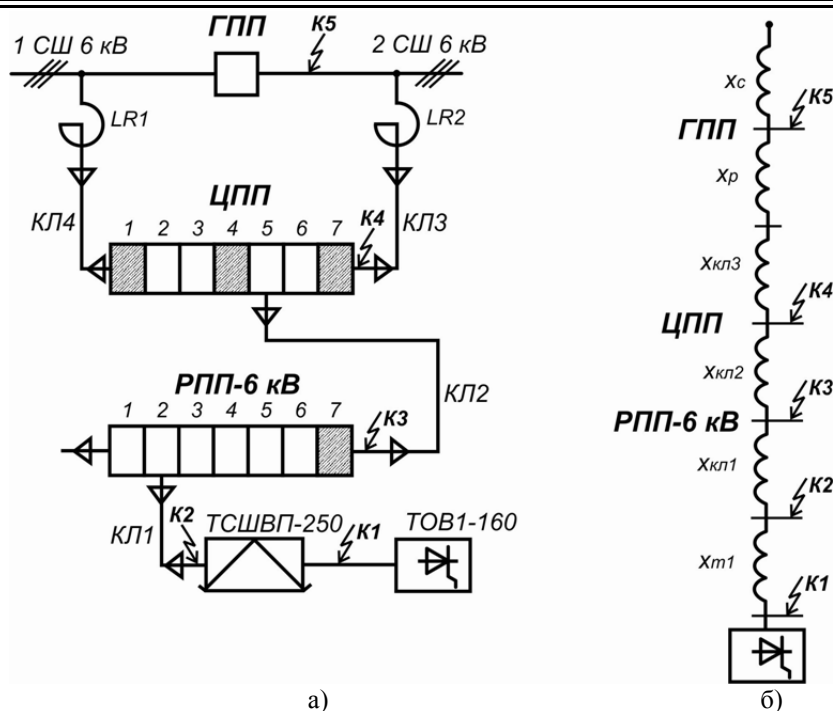 ГПП
К5
1 СШ 6 кВ
2 СШ 6 кВ
LR1
LR2
ЦПП
КЛ4
1 2 3 4 5 6 7
К4
КЛ3
РПП-6 кВ
1 2 3 4 5 6 7
К3
КЛ2
КЛ1
К2
ТСШВП-250
К1
ТОВ1-160
а)
xс
К5
ГПП
xр
xкл3
К4
ЦПП
xкл2
К3
РПП-6 кВ
xкл1
К2
xт1
К1
б)